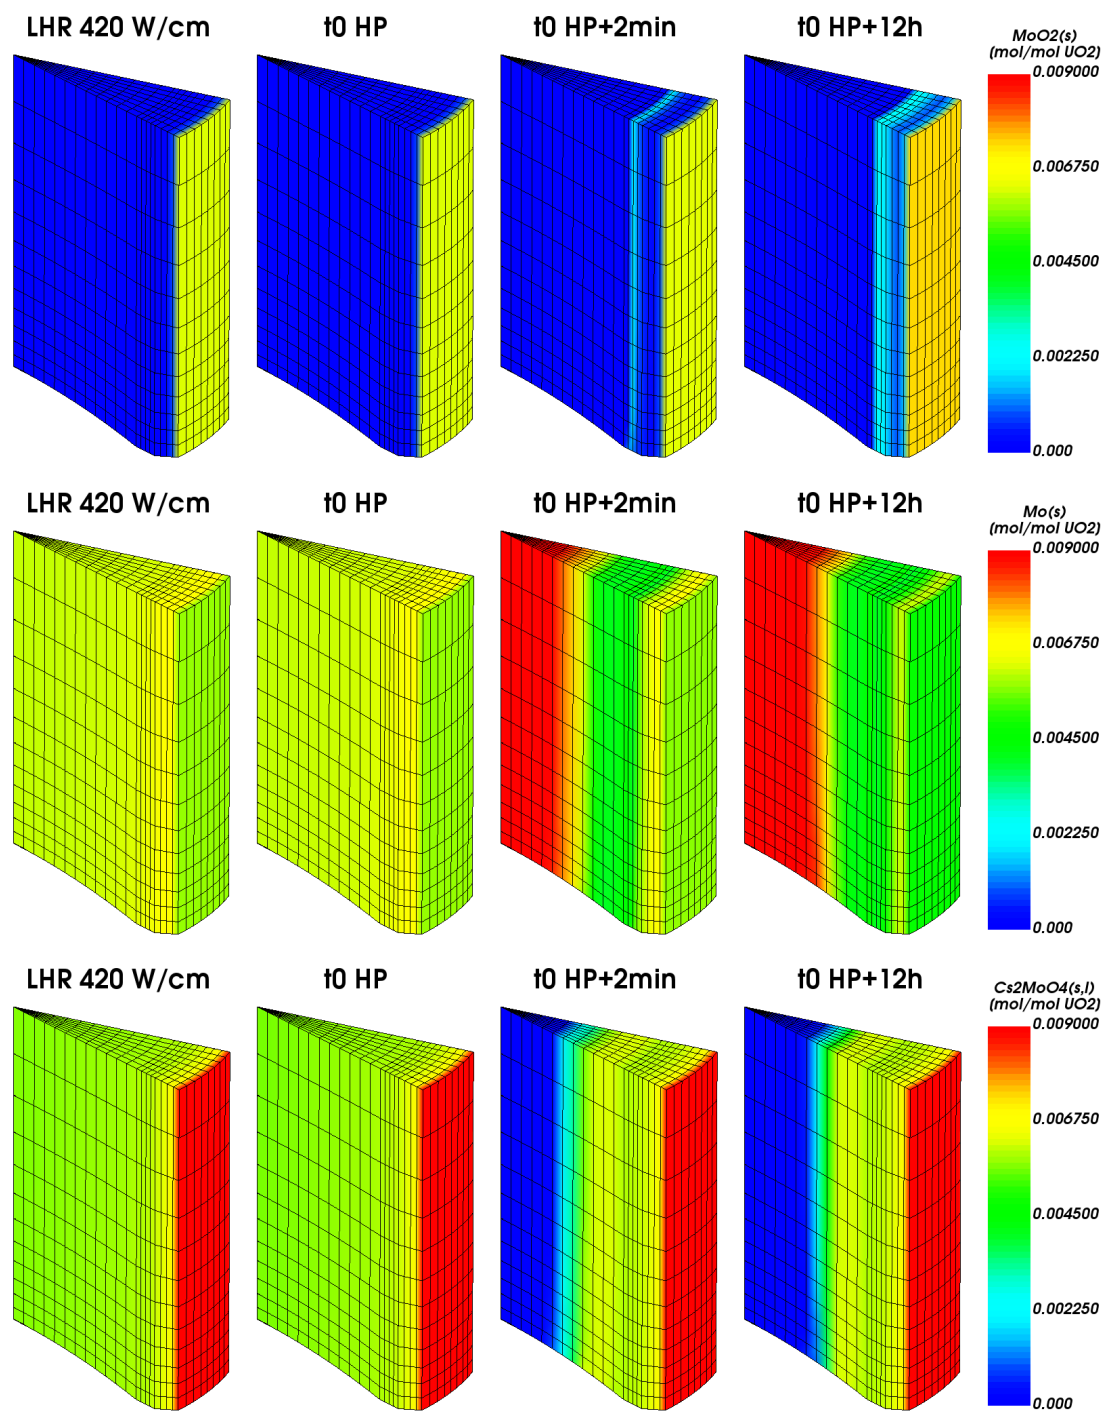 LHR 420 W/cm
t0 HP
t0 HP+2min
t0 HP+12h
MoO2(s)
(mol/mol UO2)
0.009000
0.006750
0.004500
0.002250
0.000
LHR 420 W/cm
t0 HP
t0 HP+2min
t0 HP+12h
Mo(s)
(mol/mol UO2)
0.009000
0.006750
0.004500
0.002250
0.000
LHR 420 W/cm
t0 HP
t0 HP+2min
t0 HP+12h
Cs2MoO4(s,l)
(mol/mol UO2)
0.009000
0.006750
0.004500
0.002250
0.000